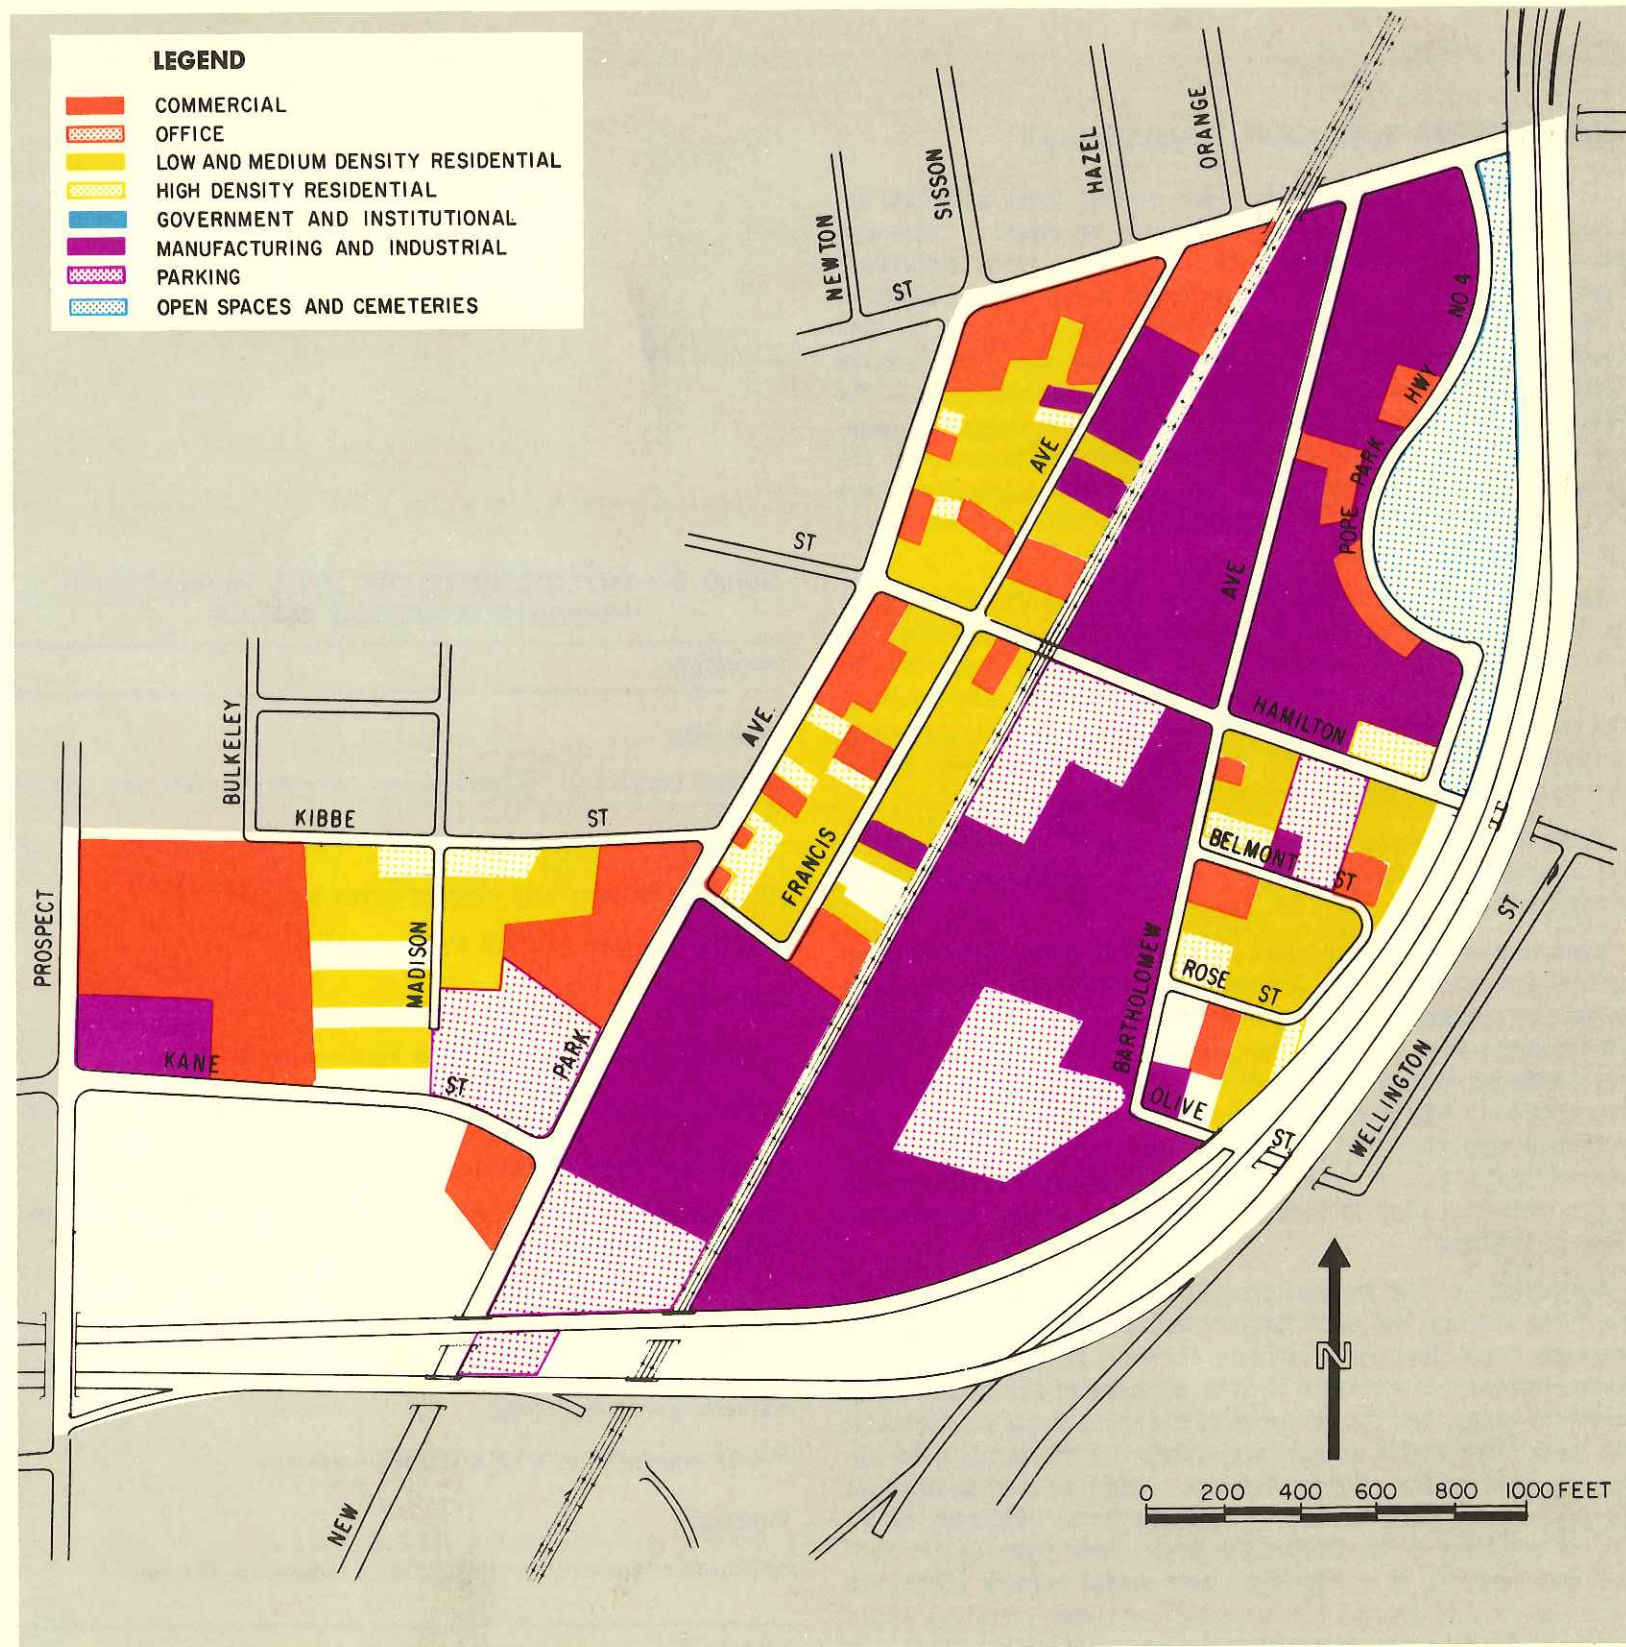 LEGEND
COMMERCIAL
OFFICE
LOW AND MEDIUM DENSITY RESIDENTIAL
HIGH DENSITY RESIDENTIAL
GOVERNMENT AND INSTITUTIONAL
MANUFACTURING AND INDUSTRIAL
PARKING
OPEN SPACES AND CEMETERIES
NEWTON
ST
SISSON
HAZEL
ORANGE
NO 4
HWY
PARK
POPE
AVE
ST
AVE
HAMILTON
AVE.
BULKELEY
KIBBE
ST
FRANCIS
BELMONT
ST
PROSPECT
MADISON
ROSE
ST
ST.
BARTHOLOMEW
KANE
ST
PARK
OLIVE
ST
WELLINGTON
N
NEW
0 200 400 600 800 1000 FEET